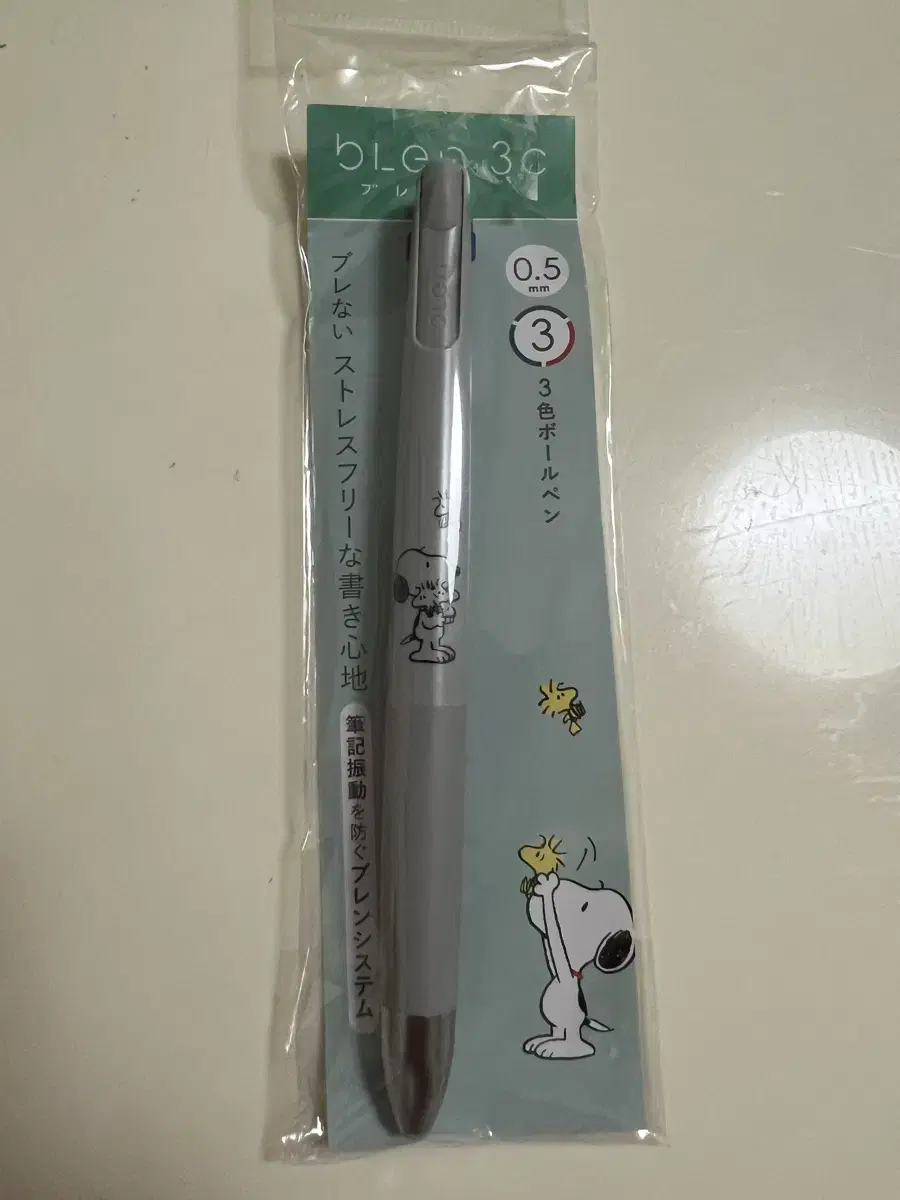 bLen 3C
ブレ
0.5
mm
3
3色ボールペン
ブレない ストレスフリーな書き心地
筆記振動を防ぐブレンシステム